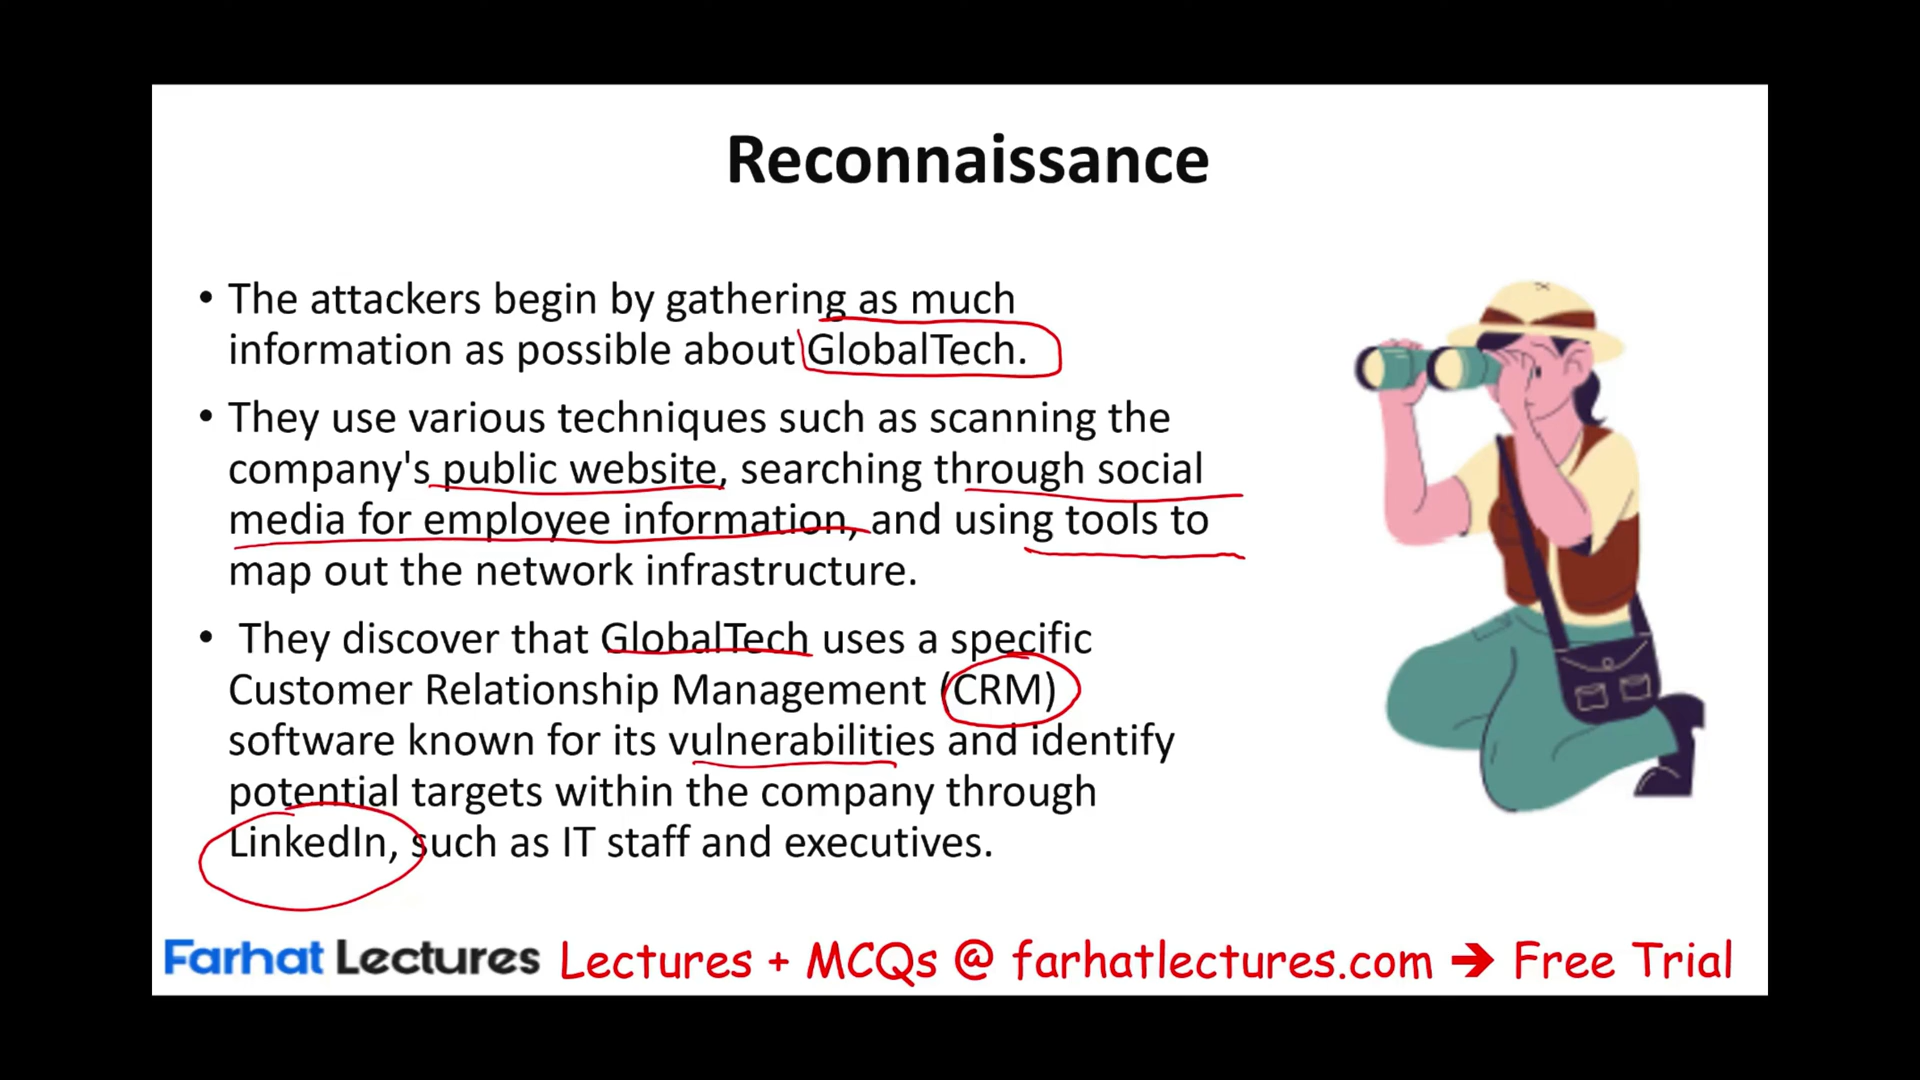 Reconnaissance
• The attackers begin by gathering as much
information as possible about GlobalTech.
• They use various techniques such as scanning the
company's public website, searching through social
media for employee information, and using tools to
map out the network infrastructure.
• They discover that GlobalTech uses a specific
Customer Relationship Management (CRM)
software known for its vulnerabilities and identify
potential targets within the company through
LinkedIn, such as IT staff and executives.
Farhat Lectures Lectures + MCQs @ farhatlectures.com ➔ Free Trial